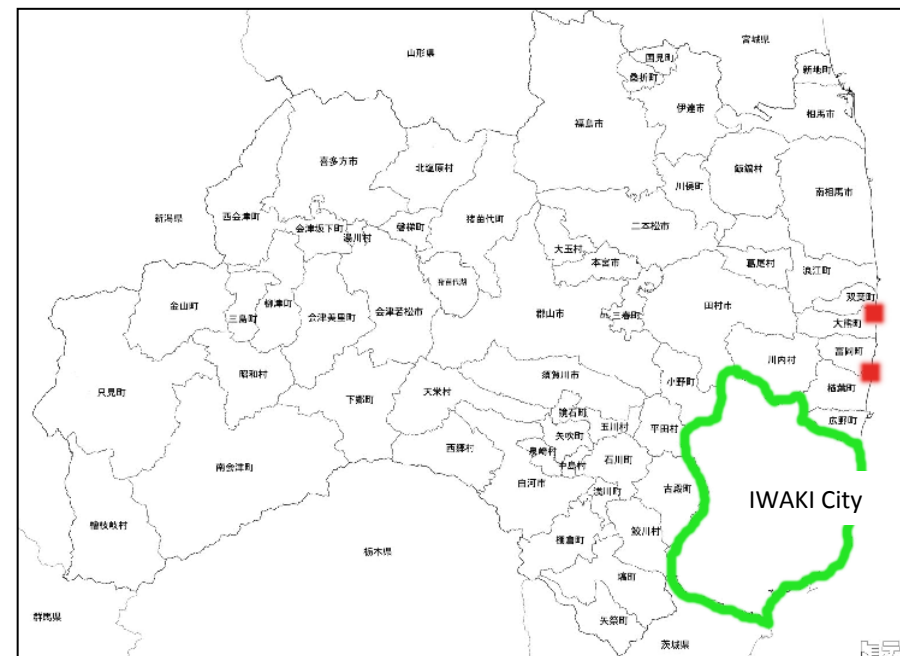 宮城県
山形県
国見町
桑折町
新地町
伊達市
相馬市
福島市
喜多方市
北塩原村
川俣町
飯舘村
南相馬市
新潟県
西会津町
猪苗代町
会津坂下町
湯川村
磐梯町
二本松市
大玉村
本宮市
葛尾村
浪江町
猪苗代湖
双葉町
金山町
三島町
柳津町
会津美里町
会津若松市
郡山市
三春町
田村市
大熊町
富岡町
川内村
只見町
昭和村
下郷町
天栄村
須賀川市
小野町
楢葉町
鏡石町
広野町
玉川村
平田村
矢吹町
西郷村
泉崎村
中島村
石川町
南会津町
白河市
浅川町
古殿町
IWAKI City
檜枝岐村
棚倉町
鮫川村
栃木県
塙町
群馬県
矢祭町
茨城県